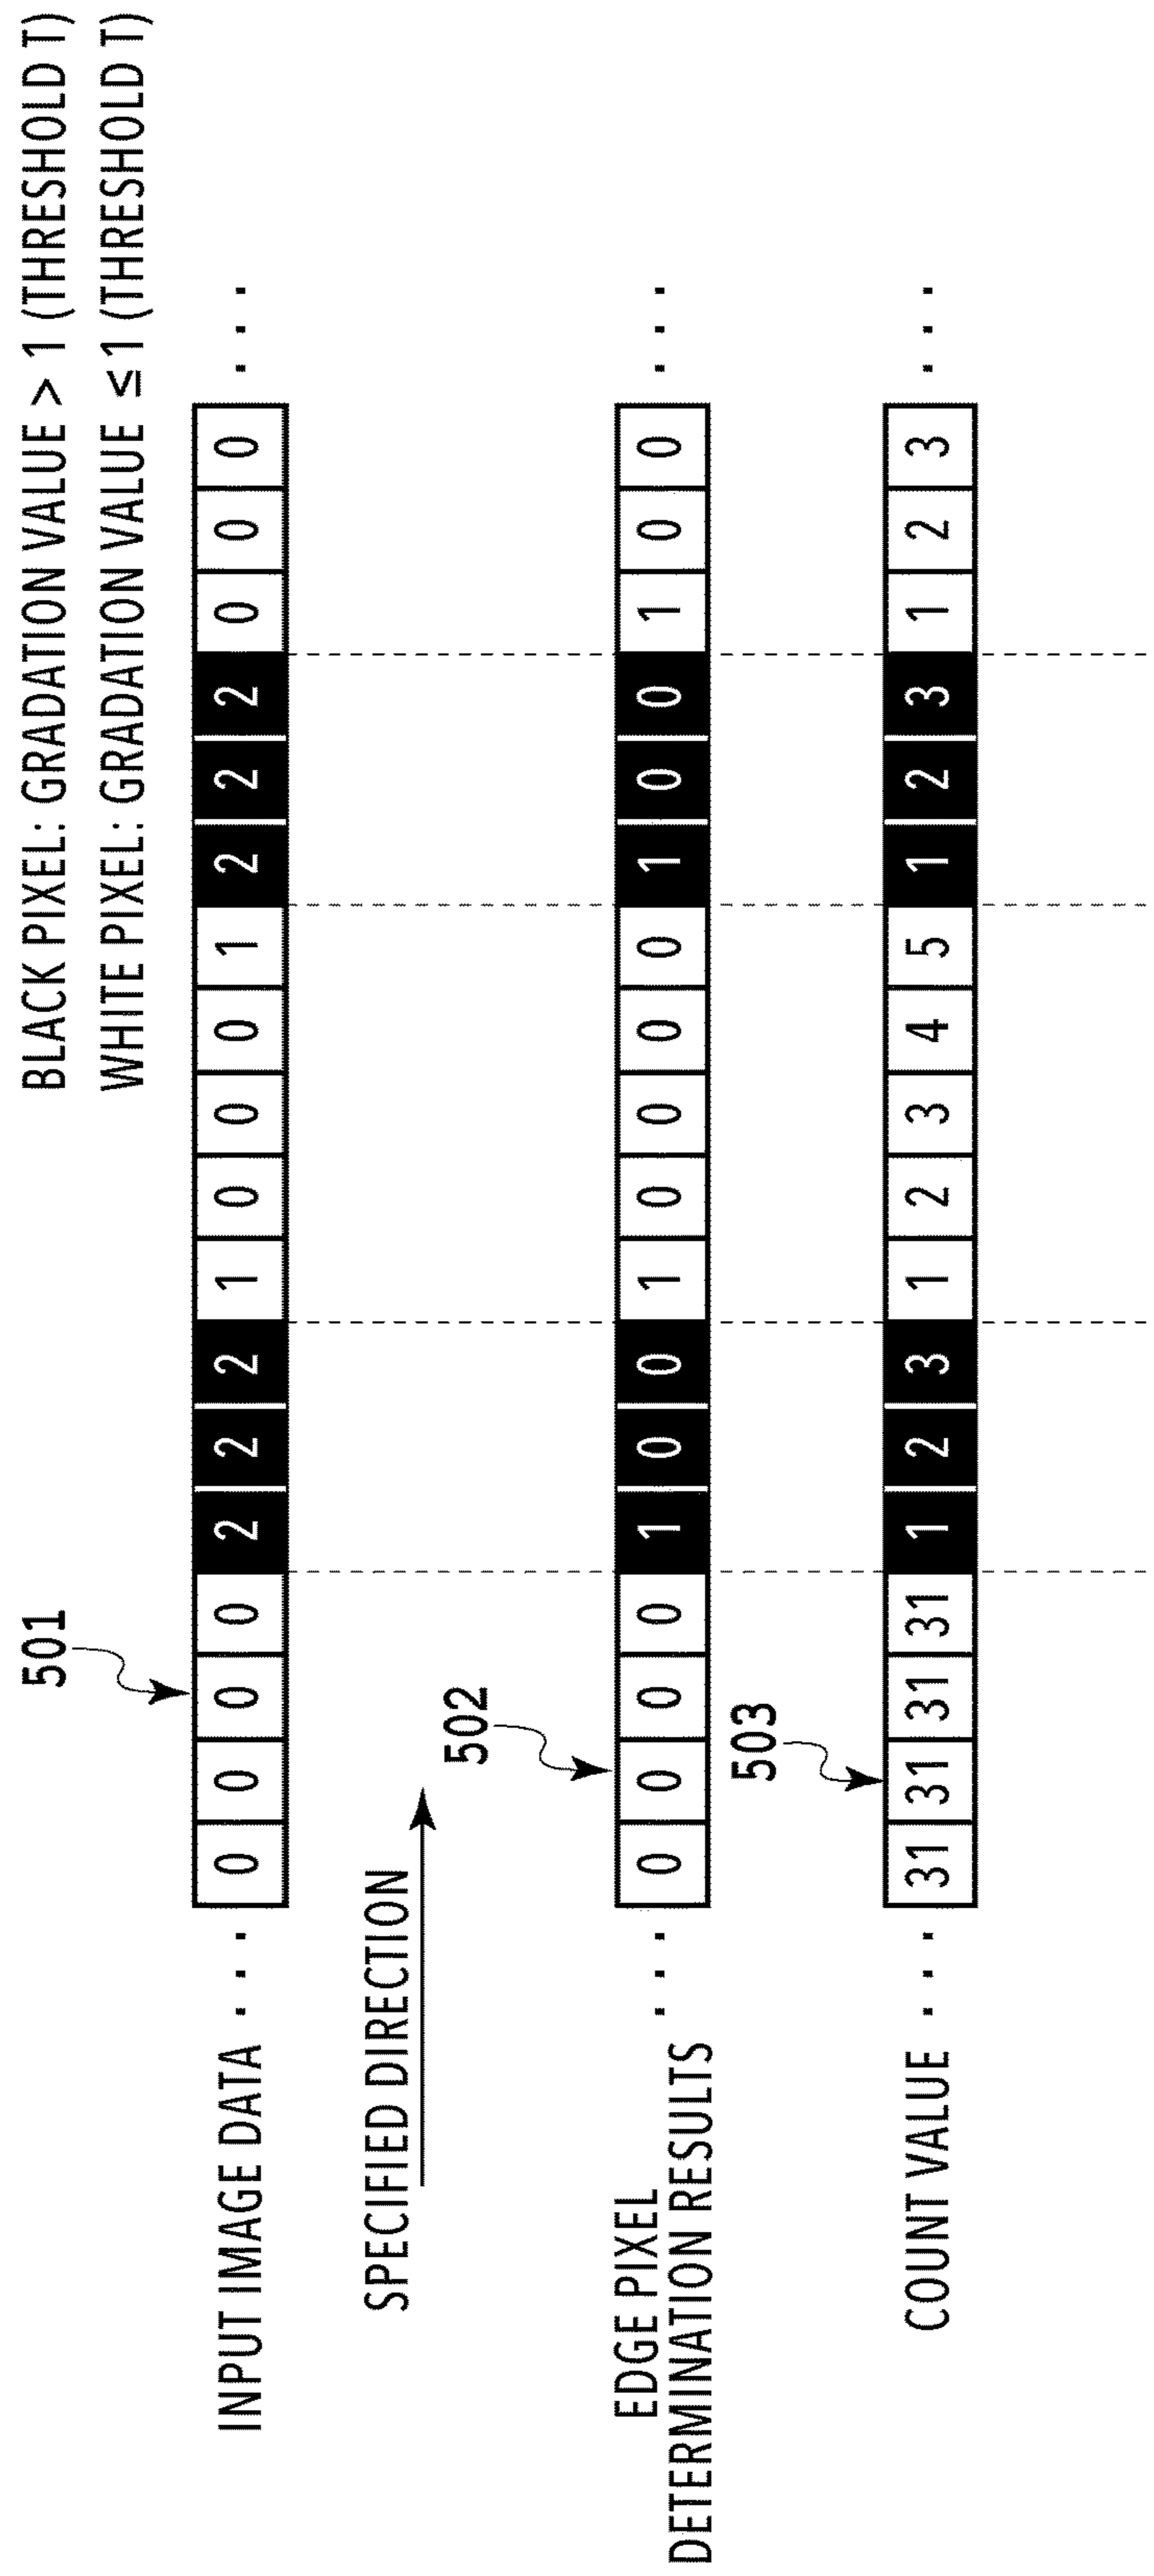 BLACK PIXEL: GRADATION VALUE > 1 (THRESHOLD T)
WHITE PIXEL: GRADATION VALUE ≤ 1 (THRESHOLD T)
501
INPUT IMAGE DATA ... 0 0 0 0 2 2 2 1 0 0 0 1 2 2 2 0 0 0 ...
SPECIFIED DIRECTION
502
EDGE PIXEL
DETERMINATION RESULTS ... 0 0 0 0 1 0 0 1 0 0 0 0 1 0 0 1 0 0 ...
503
COUNT VALUE ... 31 31 31 31 1 2 3 1 2 3 4 5 1 2 3 1 2 3 ...